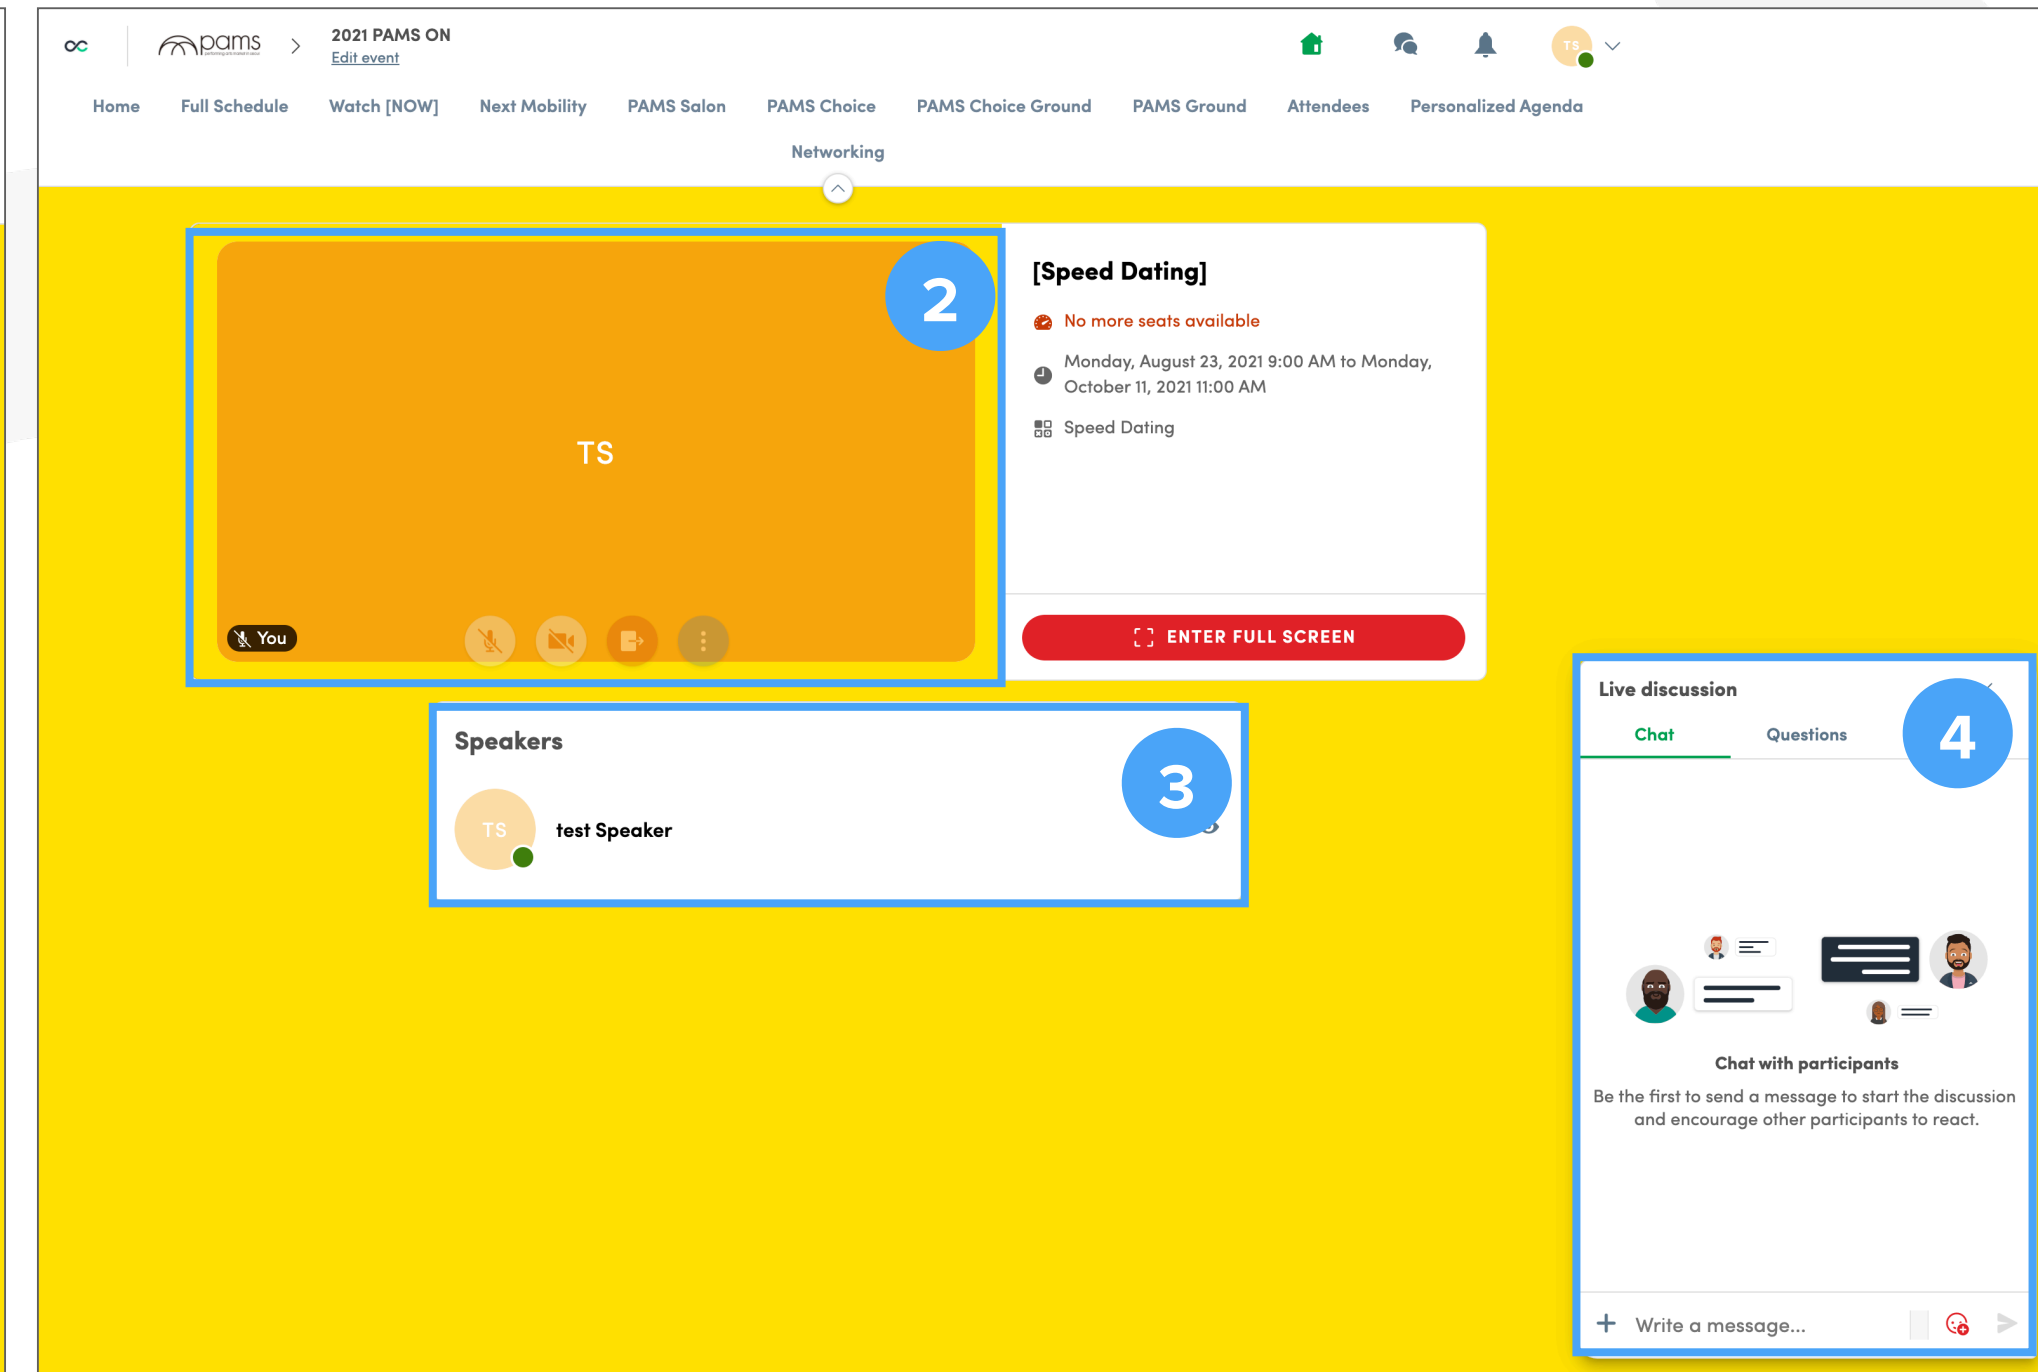 pams
2021 PAMS ON
Edit event
TS
Home Full Schedule Watch [NOW] Next Mobility PAMS Salon PAMS Choice PAMS Choice Ground PAMS Ground Attendees Personalized Agenda
Networking
2
TS
You
[Speed Dating]
No more seats available
Monday, August 23, 2021 9:00 AM to Monday,
October 11, 2021 11:00 AM
Speed Dating
ENTER FULL SCREEN
Speakers
3
TS
test Speaker
Live discussion
4
Chat Questions
Chat with participants
Be the first to send a message to start the discussion
and encourage other participants to react.
Write a message...